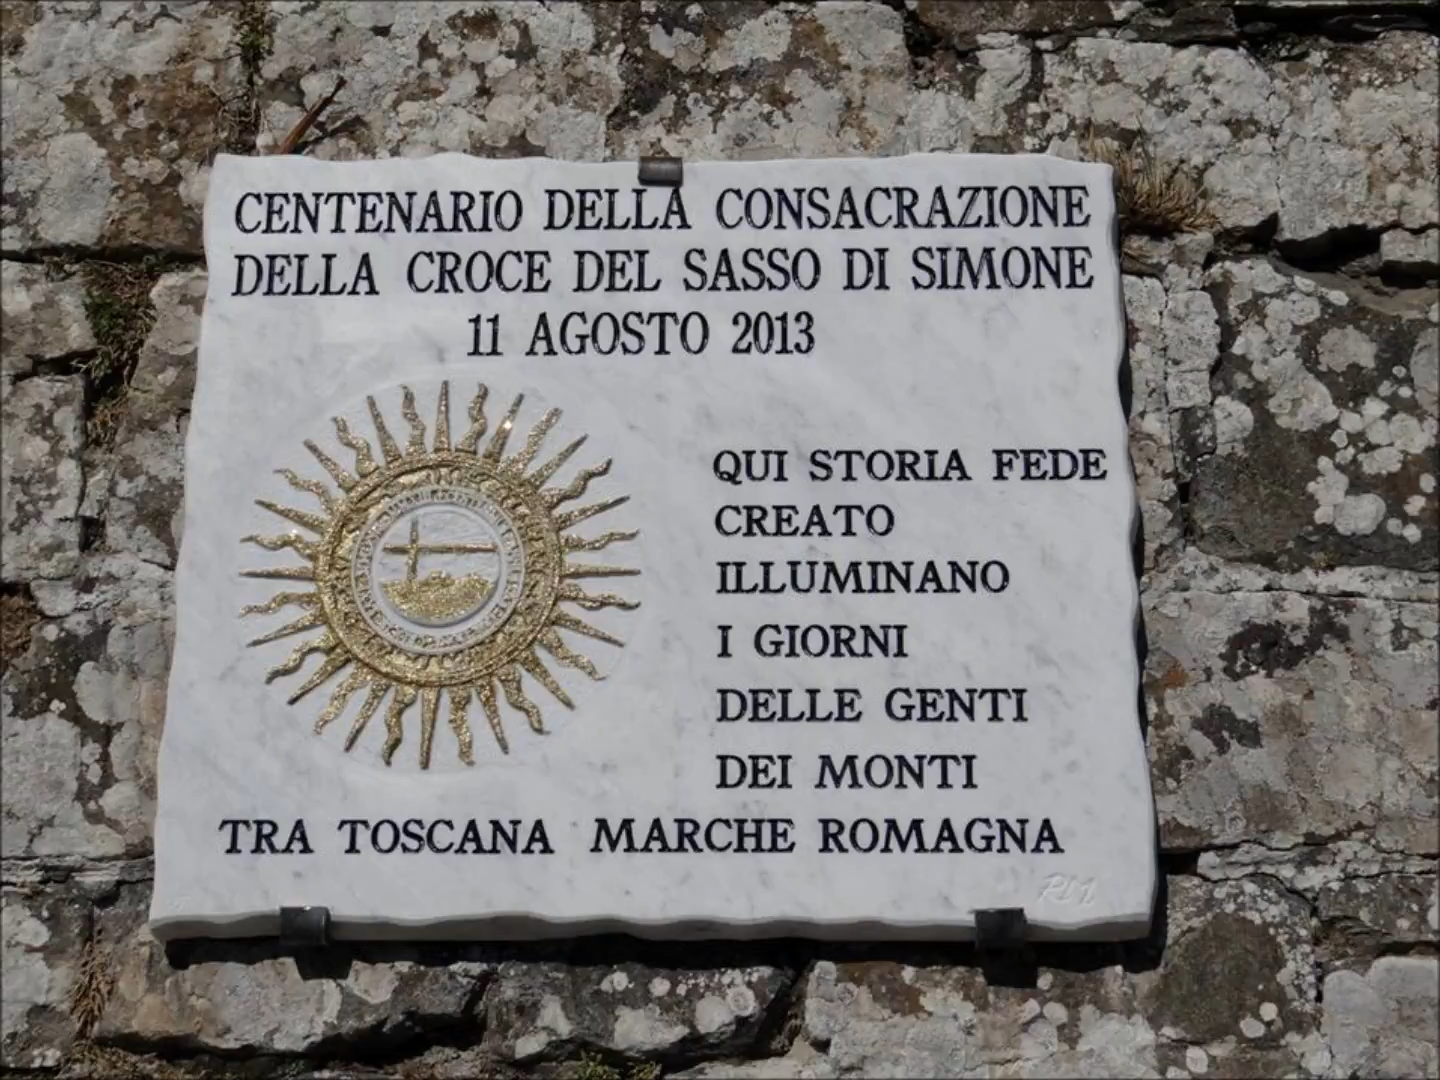 CENTENARIO DELLA CONSACRAZIONE
DELLA CROCE DEL SASSO DI SIMONE
11 AGOSTO 2013
QUI STORIA FEDE
CREATO
ILLUMINANO
I GIORNI
DELLE GENTI
DEI MONTI
TRA TOSCANA MARCHE ROMAGNA